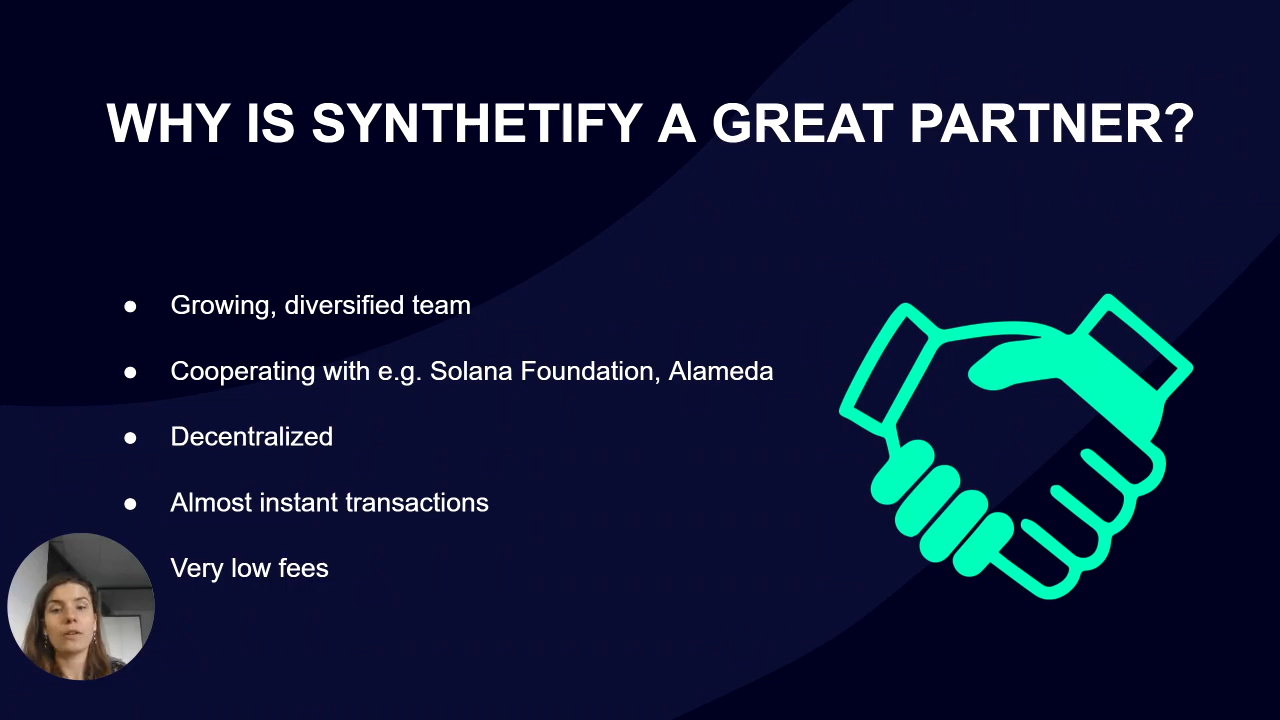 WHY IS SYNTHETIFY A GREAT PARTNER?
● Growing, diversified team
● Cooperating with e.g. Solana Foundation, Alameda
● Decentralized
● Almost instant transactions
Very low fees